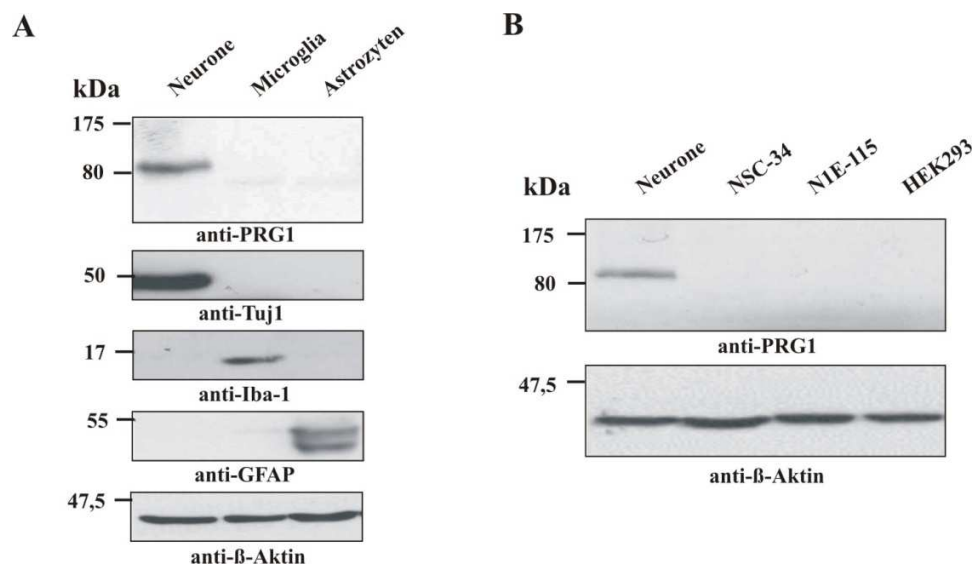 A
kDa
Neurone
Microglia
Astrozyten
175
80
anti-PRG1
50
anti-Tuj1
17
anti-Iba-1
55
anti-GFAP
47,5
anti-ß-Aktin
B
kDa
Neurone
NSC-34
N1E-115
HEK293
175
80
anti-PRG1
47,5
anti-ß-Aktin